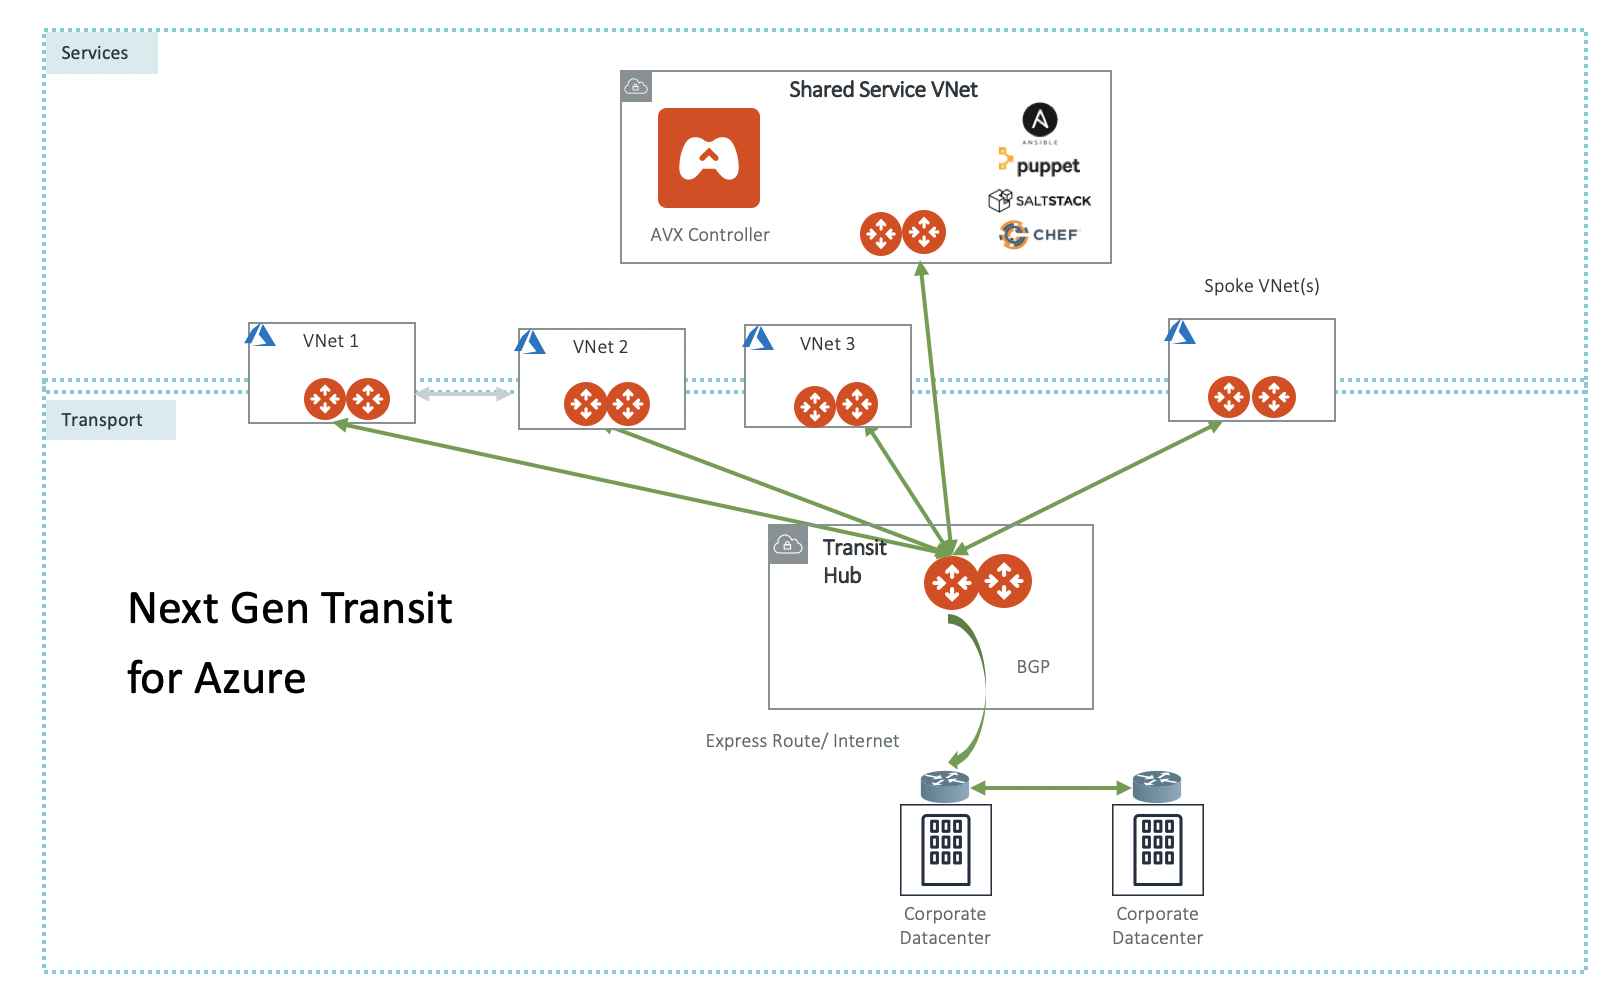 Services
Shared Service VNet
ANSIBLE
puppet
SALTSTACK
CHEF
AVX Controller
Spoke VNet(s)
VNet 1
VNet 2
VNet 3
Transport
Transit
Hub
Next Gen Transit
for Azure
BGP
Express Route/ Internet
Corporate
Datacenter
Corporate
Datacenter